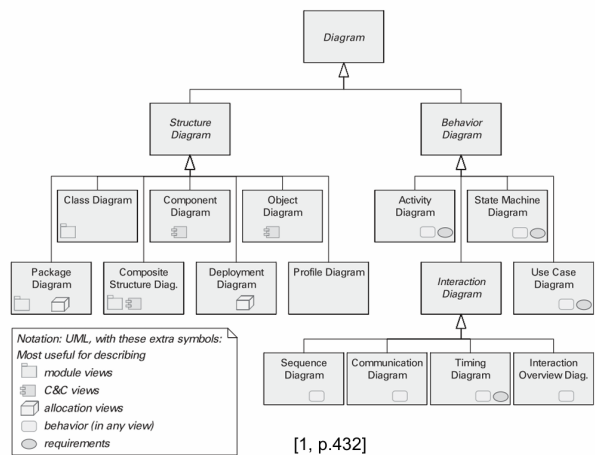 Diagram
Structure
Diagram
Behavior
Diagram
Class Diagram
Component
Diagram
Object
Diagram
Activity
Diagram
State Machine
Diagram
Package
Diagram
Composite
Structure Diag.
Deployment
Diagram
Profile Diagram
Interaction
Diagram
Use Case
Diagram
Notation: UML, with these extra symbols:
Most useful for describing
module views
C&C views
allocation views
behavior (in any view)
requirements
Sequence
Diagram
Communication
Diagram
Timing
Diagram
Interaction
Overview Diag.
[1, p.432]